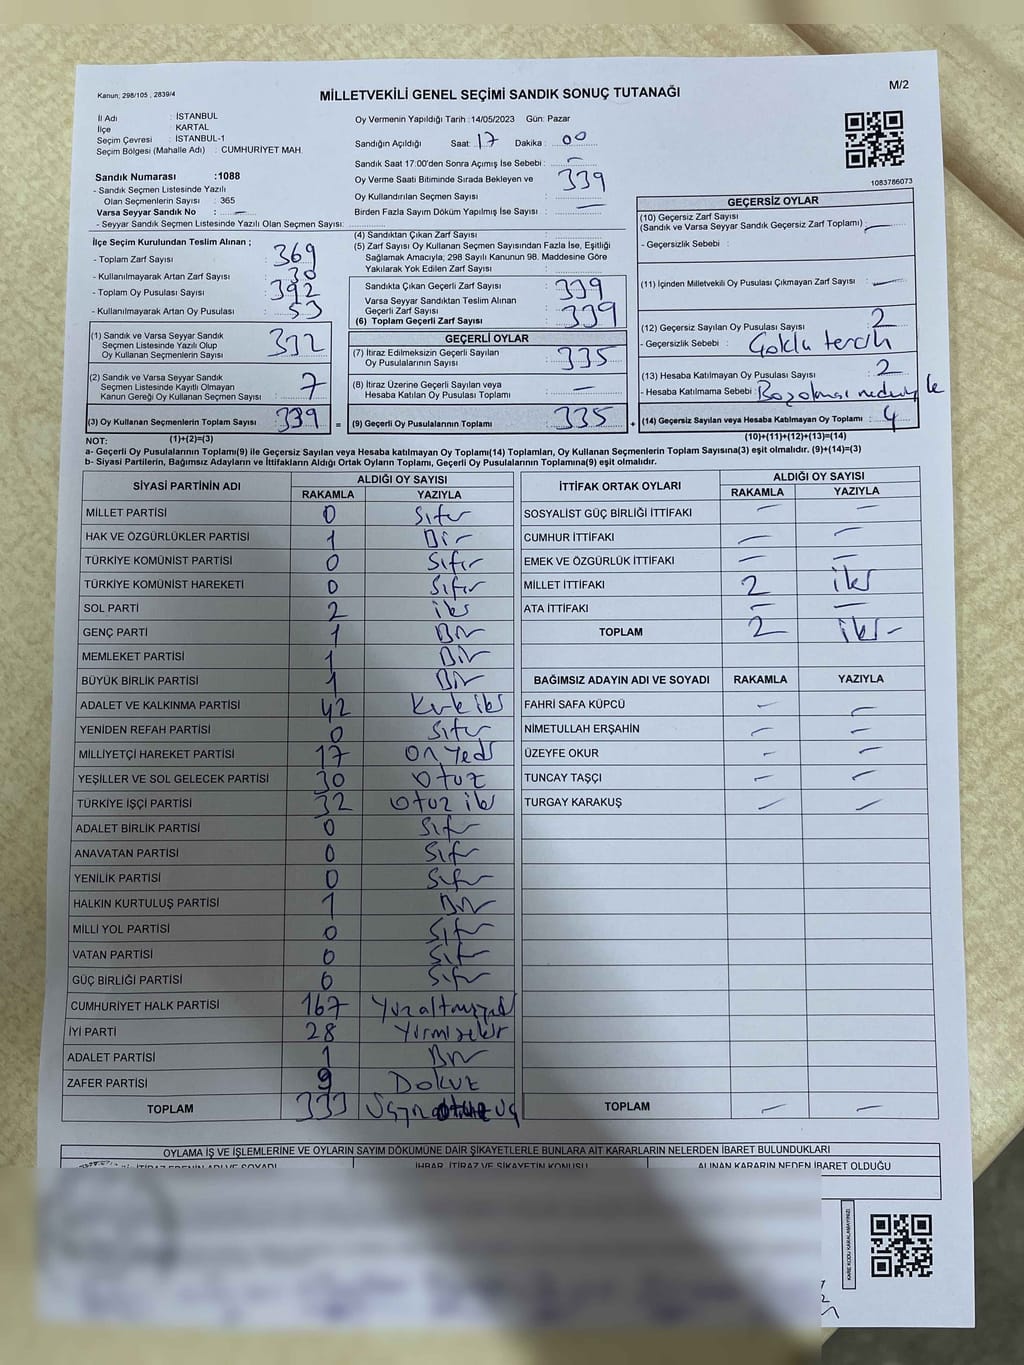 Kanun; 298/105 , 2839/4
MİLLETVEKİLİ GENEL SEÇİMİ SANDIK SONUÇ TUTANAĞI
M/2
İl Adı : İSTANBUL
İlçe KARTAL
Seçim Çevresi : İSTANBUL-1
Seçim Bölgesi (Mahalle Adı) : CUMHURİYET MAH.
Sandık Numarası :1088
- Sandık Seçmen Listesinde Yazılı
Olan Seçmenlerin Sayısı : 365
Varsa Seyyar Sandık No : —
- Seyyar Sandık Seçmen Listesinde Yazılı Olan Seçmen Sayısı:
Oy Vermenin Yapıldığı Tarih :14/05/2023 Gün: Pazar
Sandığın Açıldığı Saat: 17 Dakika : 00
Sandık Saat 17:00'den Sonra Açmış İse Sebebi : —
Oy Verme Saati Bitiminde Sırada Bekleyen ve
Oy Kullandırılan Seçmen Sayısı : 339
Birden Fazla Sayım Döküm Yapılmış İse Sayısı : —
1083786073
İlçe Seçim Kurulundan Teslim Alınan ;
- Toplam Zarf Sayısı : 369
- Kullanılmayarak Artan Zarf Sayısı : 30
- Toplam Oy Pusulası Sayısı : 392
- Kullanılmayarak Artan Oy Pusulası : 53
(1) Sandık ve Varsa Seyyar Sandık
Seçmen Listesinde Yazılı Olup
Oy Kullanan Seçmenlerin Sayısı : 332
(2) Sandık ve Varsa Seyyar Sandık
Seçmen Listesinde Kayıtlı Olmayan
Kanun Gereği Oy Kullanan Seçmen Sayısı : 7
(3) Oy Kullanan Seçmenlerin Toplam Sayısı : 339
(4) Sandıktan Çıkan Zarf Sayısı :
(5) Zarf Sayısı Oy Kullanan Seçmen Sayısından Fazla İse, Eşitliği
Sağlamak Amacıyla; 298 Sayılı Kanunun 98. Maddesine Göre
Yakılarak Yok Edilen Zarf Sayısı :
Sandıkta Çıkan Geçerli Zarf Sayısı : 339
Varsa Seyyar Sandıktan Teslim Alınan
Geçerli Zarf Sayısı :
(6) Toplam Geçerli Zarf Sayısı : 339
GEÇERLİ OYLAR
(7) İtiraz Edilmeksizin Geçerli Sayılan
Oy Pusulalarının Sayısı : 335
(8) İtiraz Üzerine Geçerli Sayılan veya
Hesaba Katılan Oy Pusulası Toplamı : —
= (9) Geçerli Oy Pusulalarının Toplamı : 335 +
GEÇERSİZ OYLAR
(10) Geçersiz Zarf Sayısı
(Sandık ve Varsa Seyyar Sandık Geçersiz Zarf Toplamı) : —
- Geçersizlik Sebebi :
(11) İçinden Milletvekili Oy Pusulası Çıkmayan Zarf Sayısı : —
(12) Geçersiz Sayılan Oy Pusulası Sayısı : 2
- Geçersizlik Sebebi : Çoklu tercih
(13) Hesaba Katılmayan Oy Pusulası Sayısı : 2
- Hesaba Katılmama Sebebi : Bozolması nedeniyle
(14) Geçersiz Sayılan veya Hesaba Katılmayan Oy Toplamı : 4
NOT: (1)+(2)=(3)
(10)+(11)+(12)+(13)=(14)
a- Geçerli Oy Pusulalarının Toplamı(9) ile Geçersiz Sayılan veya Hesaba katılmayan Oy Toplamı(14) Toplamları, Oy Kullanan Seçmenlerin Toplam Sayısına(3) eşit olmalıdır. (9)+(14)=(3)
b- Siyasi Partilerin, Bağımsız Adayların ve İttifakların Aldığı Ortak Oyların Toplamı, Geçerli Oy Pusulalarının Toplamına(9) eşit olmalıdır.
SİYASİ PARTİNİN ADI ALDIĞI OY SAYISI
RAKAMLA YAZIYLA
MİLLET PARTİSİ 0 Sıfır
HAK VE ÖZGÜRLÜKLER PARTİSİ 1 Bir
TÜRKİYE KOMÜNİST PARTİSİ 0 Sıfır
TÜRKİYE KOMÜNİST HAREKETİ 0 Sıfır
SOL PARTİ 2 iki
GENÇ PARTİ 1 Bir
MEMLEKET PARTİSİ 1 Bir
BÜYÜK BİRLİK PARTİSİ 1 Bir
ADALET VE KALKINMA PARTİSİ 42 Kırk iki
YENİDEN REFAH PARTİSİ 0 Sıfır
MİLLİYETÇİ HAREKET PARTİSİ 17 On yedi
YEŞİLLER VE SOL GELECEK PARTİSİ 30 Otuz
TÜRKİYE İŞÇİ PARTİSİ 32 Otuz iki
ADALET BİRLİK PARTİSİ 0 Sıfır
ANAVATAN PARTİSİ 0 Sıfır
YENİLİK PARTİSİ 0 Sıfır
HALKIN KURTULUŞ PARTİSİ 1 Bir
MİLLİ YOL PARTİSİ 0 Sıfır
VATAN PARTİSİ 0 Sıfır
GÜÇ BİRLİĞİ PARTİSİ 0 Sıfır
CUMHURİYET HALK PARTİSİ 167 Yüzaltmışyedi
İYİ PARTİ 28 Yirmisekiz
ADALET PARTİSİ 1 Bir
ZAFER PARTİSİ 9 Dokuz
TOPLAM 333 Üçyüzotuzüç
İTTİFAK ORTAK OYLARI ALDIĞI OY SAYISI
RAKAMLA YAZIYLA
SOSYALİST GÜÇ BİRLİĞİ İTTİFAKI — —
CUMHUR İTTİFAKI — —
EMEK VE ÖZGÜRLÜK İTTİFAKI — —
MİLLET İTTİFAKI 2 iki
ATA İTTİFAKI — —
TOPLAM 2 iki —
BAĞIMSIZ ADAYIN ADI VE SOYADI RAKAMLA YAZIYLA
FAHRİ SAFA KÜPCÜ — —
NİMETULLAH ERŞAHİN — —
ÜZEYFE OKUR — —
TUNCAY TAŞÇI — —
TURGAY KARAKUŞ — —
TOPLAM — —
OYLAMA İŞ VE İŞLEMLERİNE VE OYLARIN SAYIM DÖKÜMÜNE DAİR ŞİKAYETLERLE BUNLARA AİT KARARLARIN NELERDEN İBARET BULUNDUKLARI
İTİRAZ EDENİN ADI VE SOYADI İHBAR, İTİRAZ VE ŞİKAYETİN KONUSU ALINAN KARARIN NEDEN İBARET OLDUĞU
KARE KODU KARALAMAYINIZ!